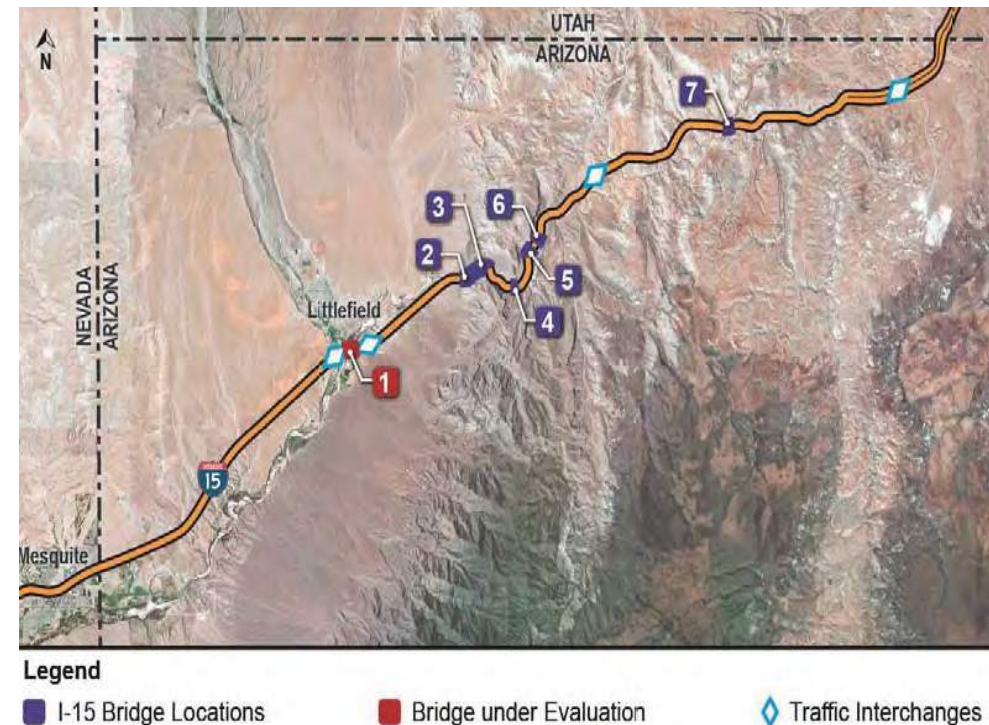 UTAH
ARIZONA
N
7
3
6
2
5
NEVADA
ARIZONA
Littlefield
4
1
15
Mesquite
Legend
I-15 Bridge Locations
Bridge under Evaluation
Traffic Interchanges